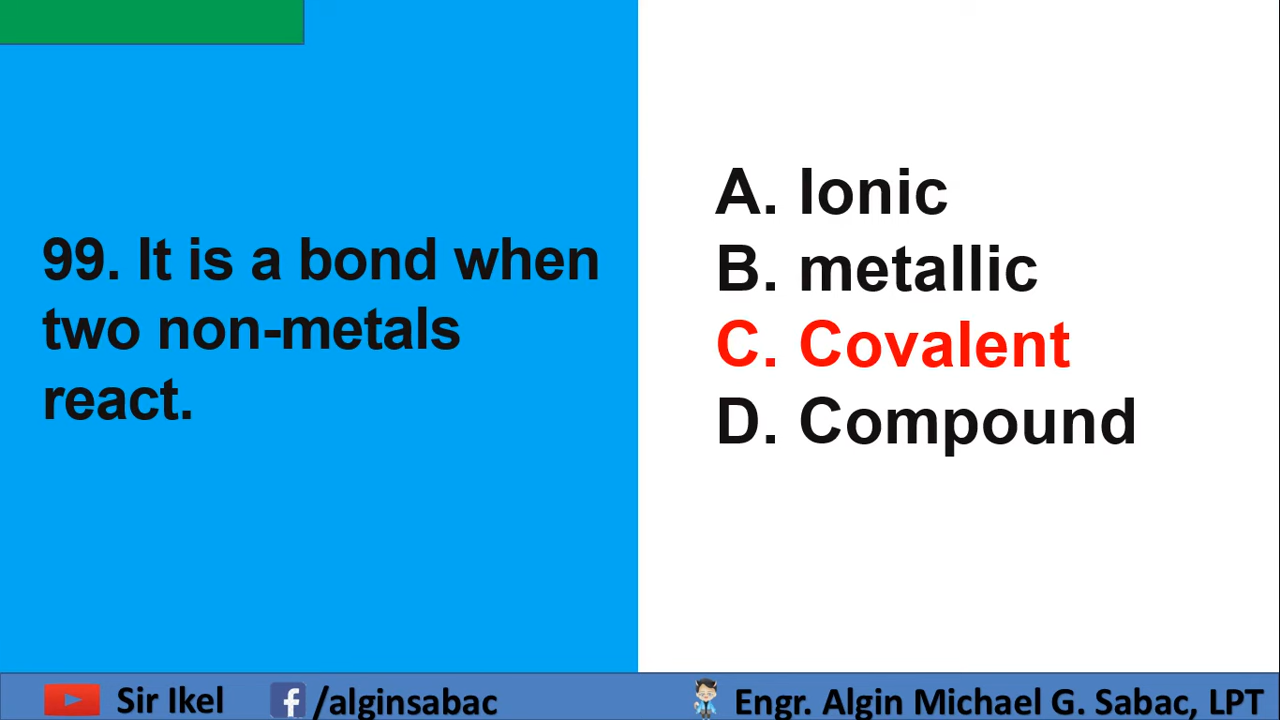 99. It is a bond when
two non-metals
react.
A. Ionic
B. metallic
C. Covalent
D. Compound
Sir Ikel
/alginsabac
Engr. Algin Michael G. Sabac, LPT